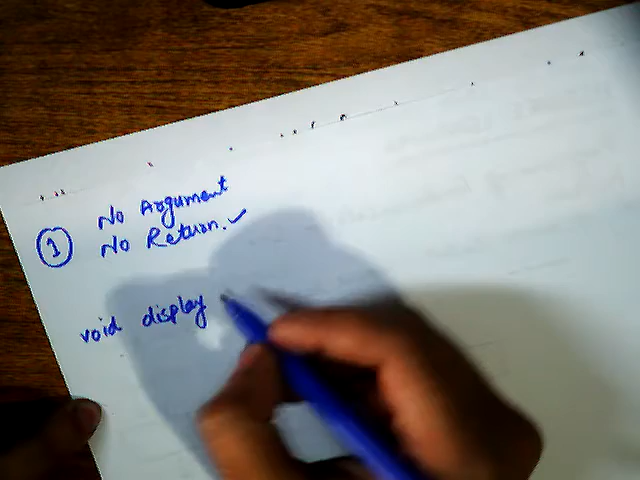 1 No Argument
No Return. ✓
void display